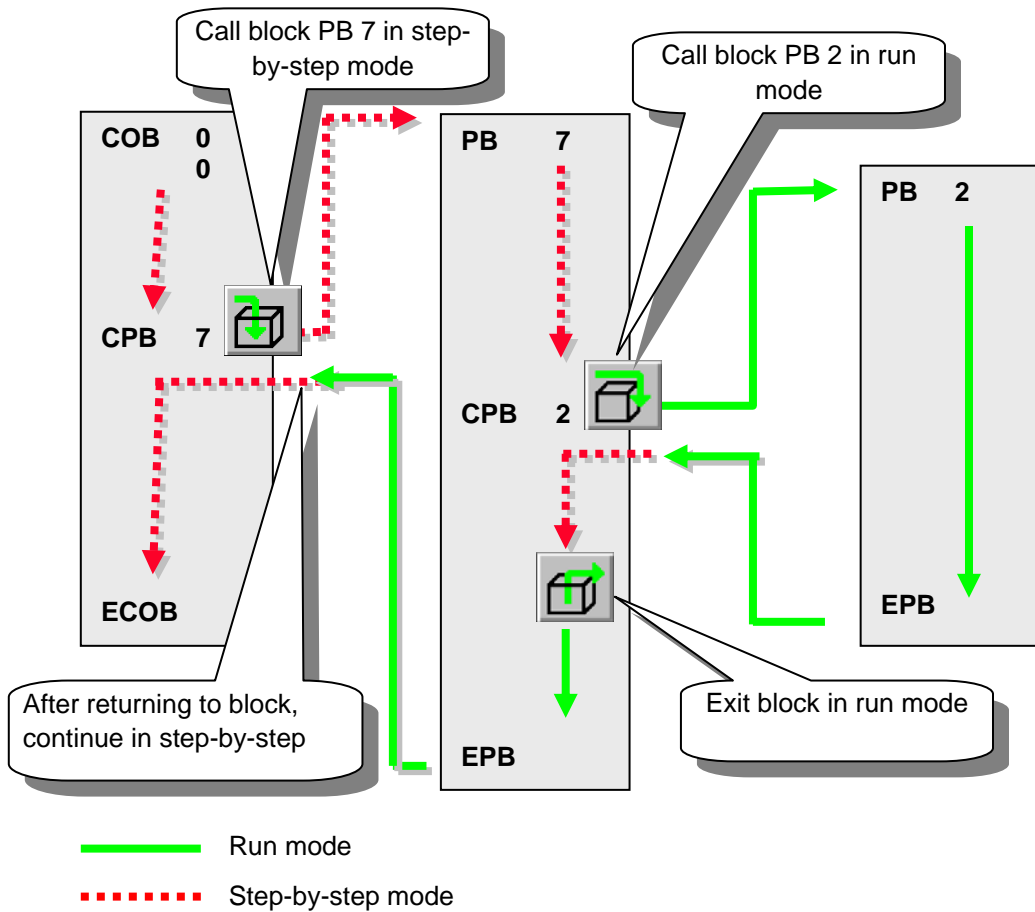 Call block PB 7 in step-
by-step mode
Call block PB 2 in run
mode
COB 0
0
CPB 7
ECOB
PB 7
CPB 2
EPB
PB 2
EPB
After returning to block,
continue in step-by-step
Exit block in run mode
Run mode
Step-by-step mode